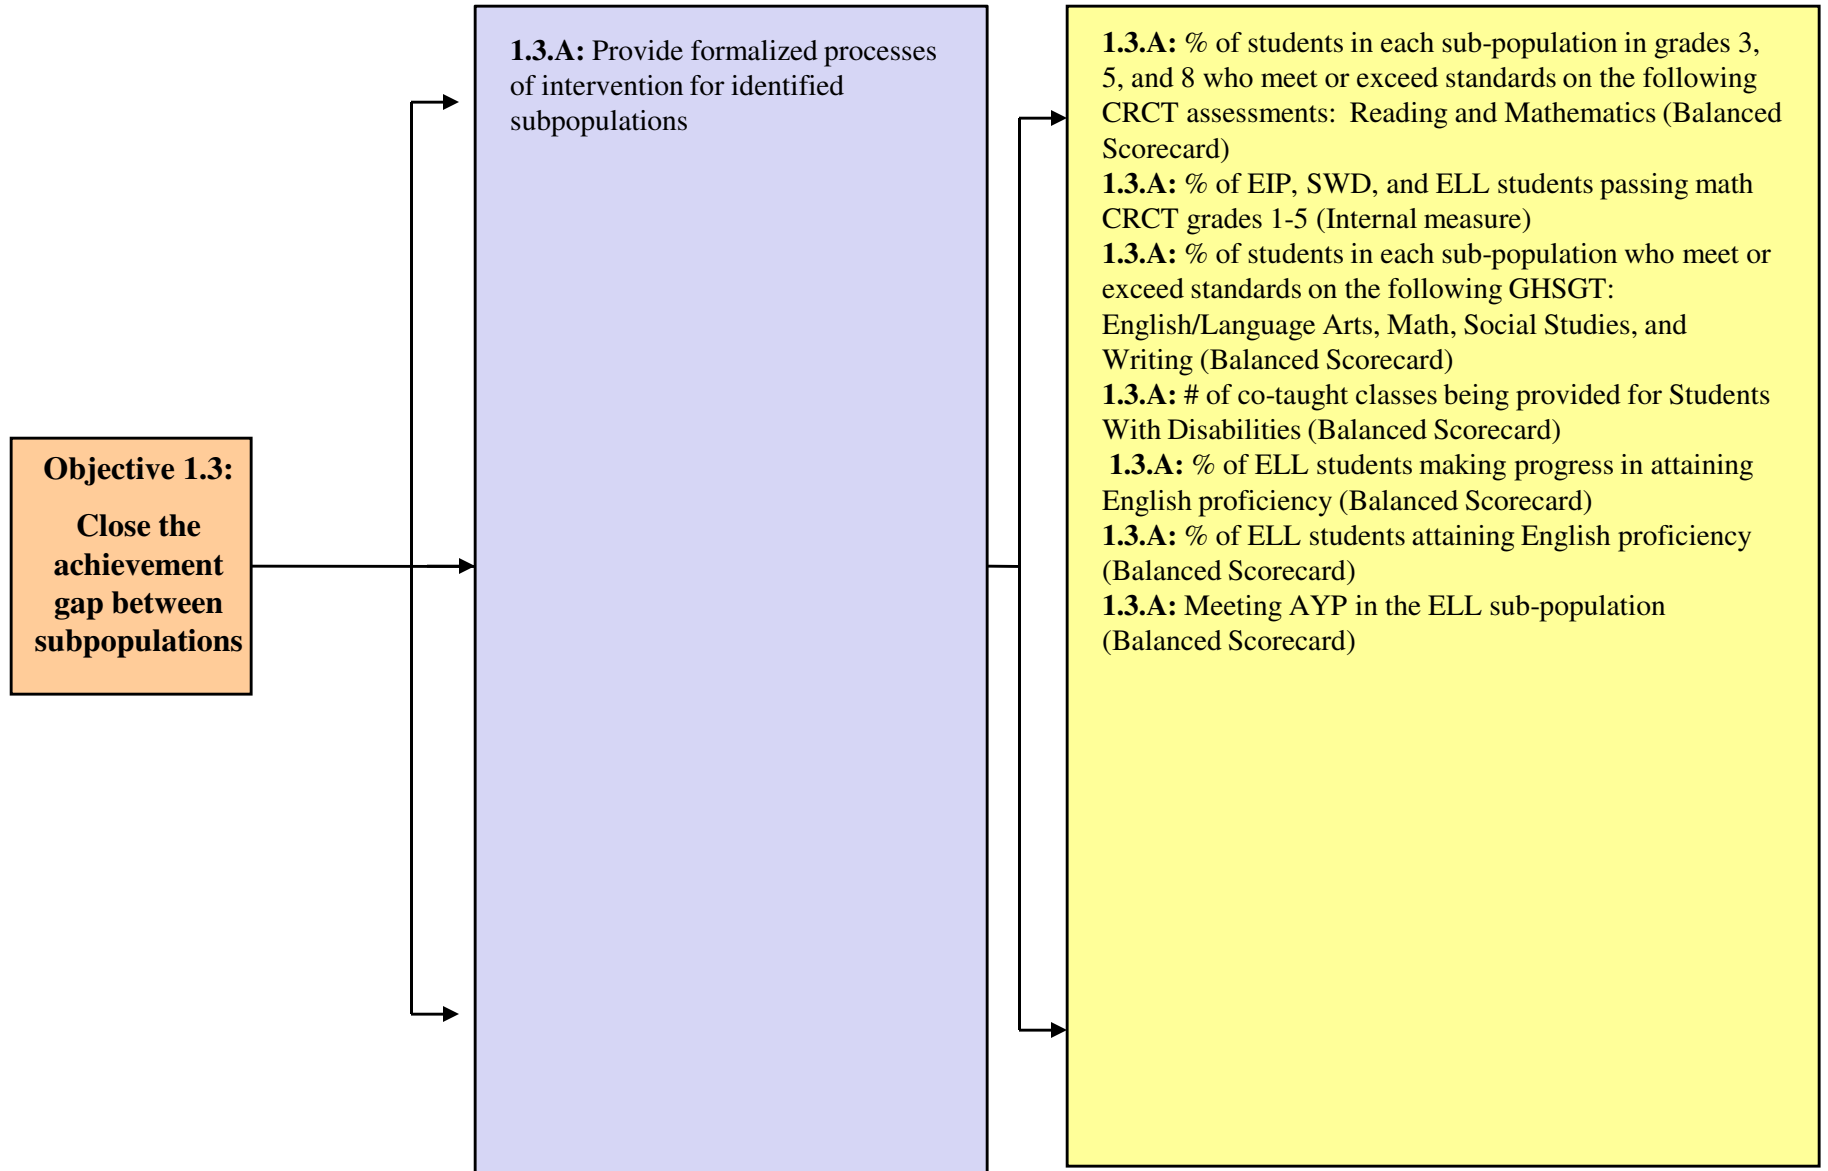 Objective 1.3:
Close the
achievement
gap between
subpopulations
1.3.A: Provide formalized processes
of intervention for identified
subpopulations
1.3.A: % of students in each sub-population in grades 3,
5, and 8 who meet or exceed standards on the following
CRCT assessments:  Reading and Mathematics (Balanced
Scorecard)
1.3.A: % of EIP, SWD, and ELL students passing math
CRCT grades 1-5 (Internal measure)
1.3.A: % of students in each sub-population who meet or
exceed standards on the following GHSGT:
English/Language Arts, Math, Social Studies, and
Writing (Balanced Scorecard)
1.3.A: # of co-taught classes being provided for Students
With Disabilities (Balanced Scorecard)
1.3.A: % of ELL students making progress in attaining
English proficiency (Balanced Scorecard)
1.3.A: % of ELL students attaining English proficiency
(Balanced Scorecard)
1.3.A: Meeting AYP in the ELL sub-population
(Balanced Scorecard)